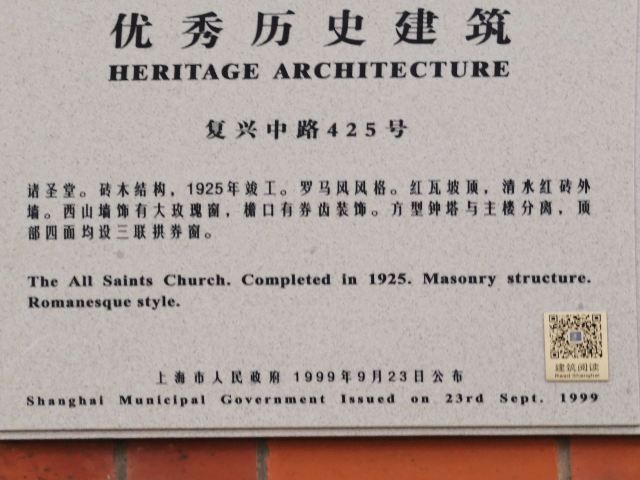 优秀历史建筑
HERITAGE ARCHITECTURE
复兴中路425号
诸圣堂。砖木结构，1925年竣工。罗马风风格。红瓦坡顶，清水红砖外
墙。西山墙饰有大玫瑰窗，檐口有券齿装饰。方型钟塔与主楼分离，顶
部四面均设三联拱券窗。
The All Saints Church. Completed in 1925. Masonry structure.
Romanesque style.
建筑阅读
Read Shanghai
上海市人民政府 1999年9月23日公布
Shanghai Municipal Government Issued on 23rd Sept. 1999